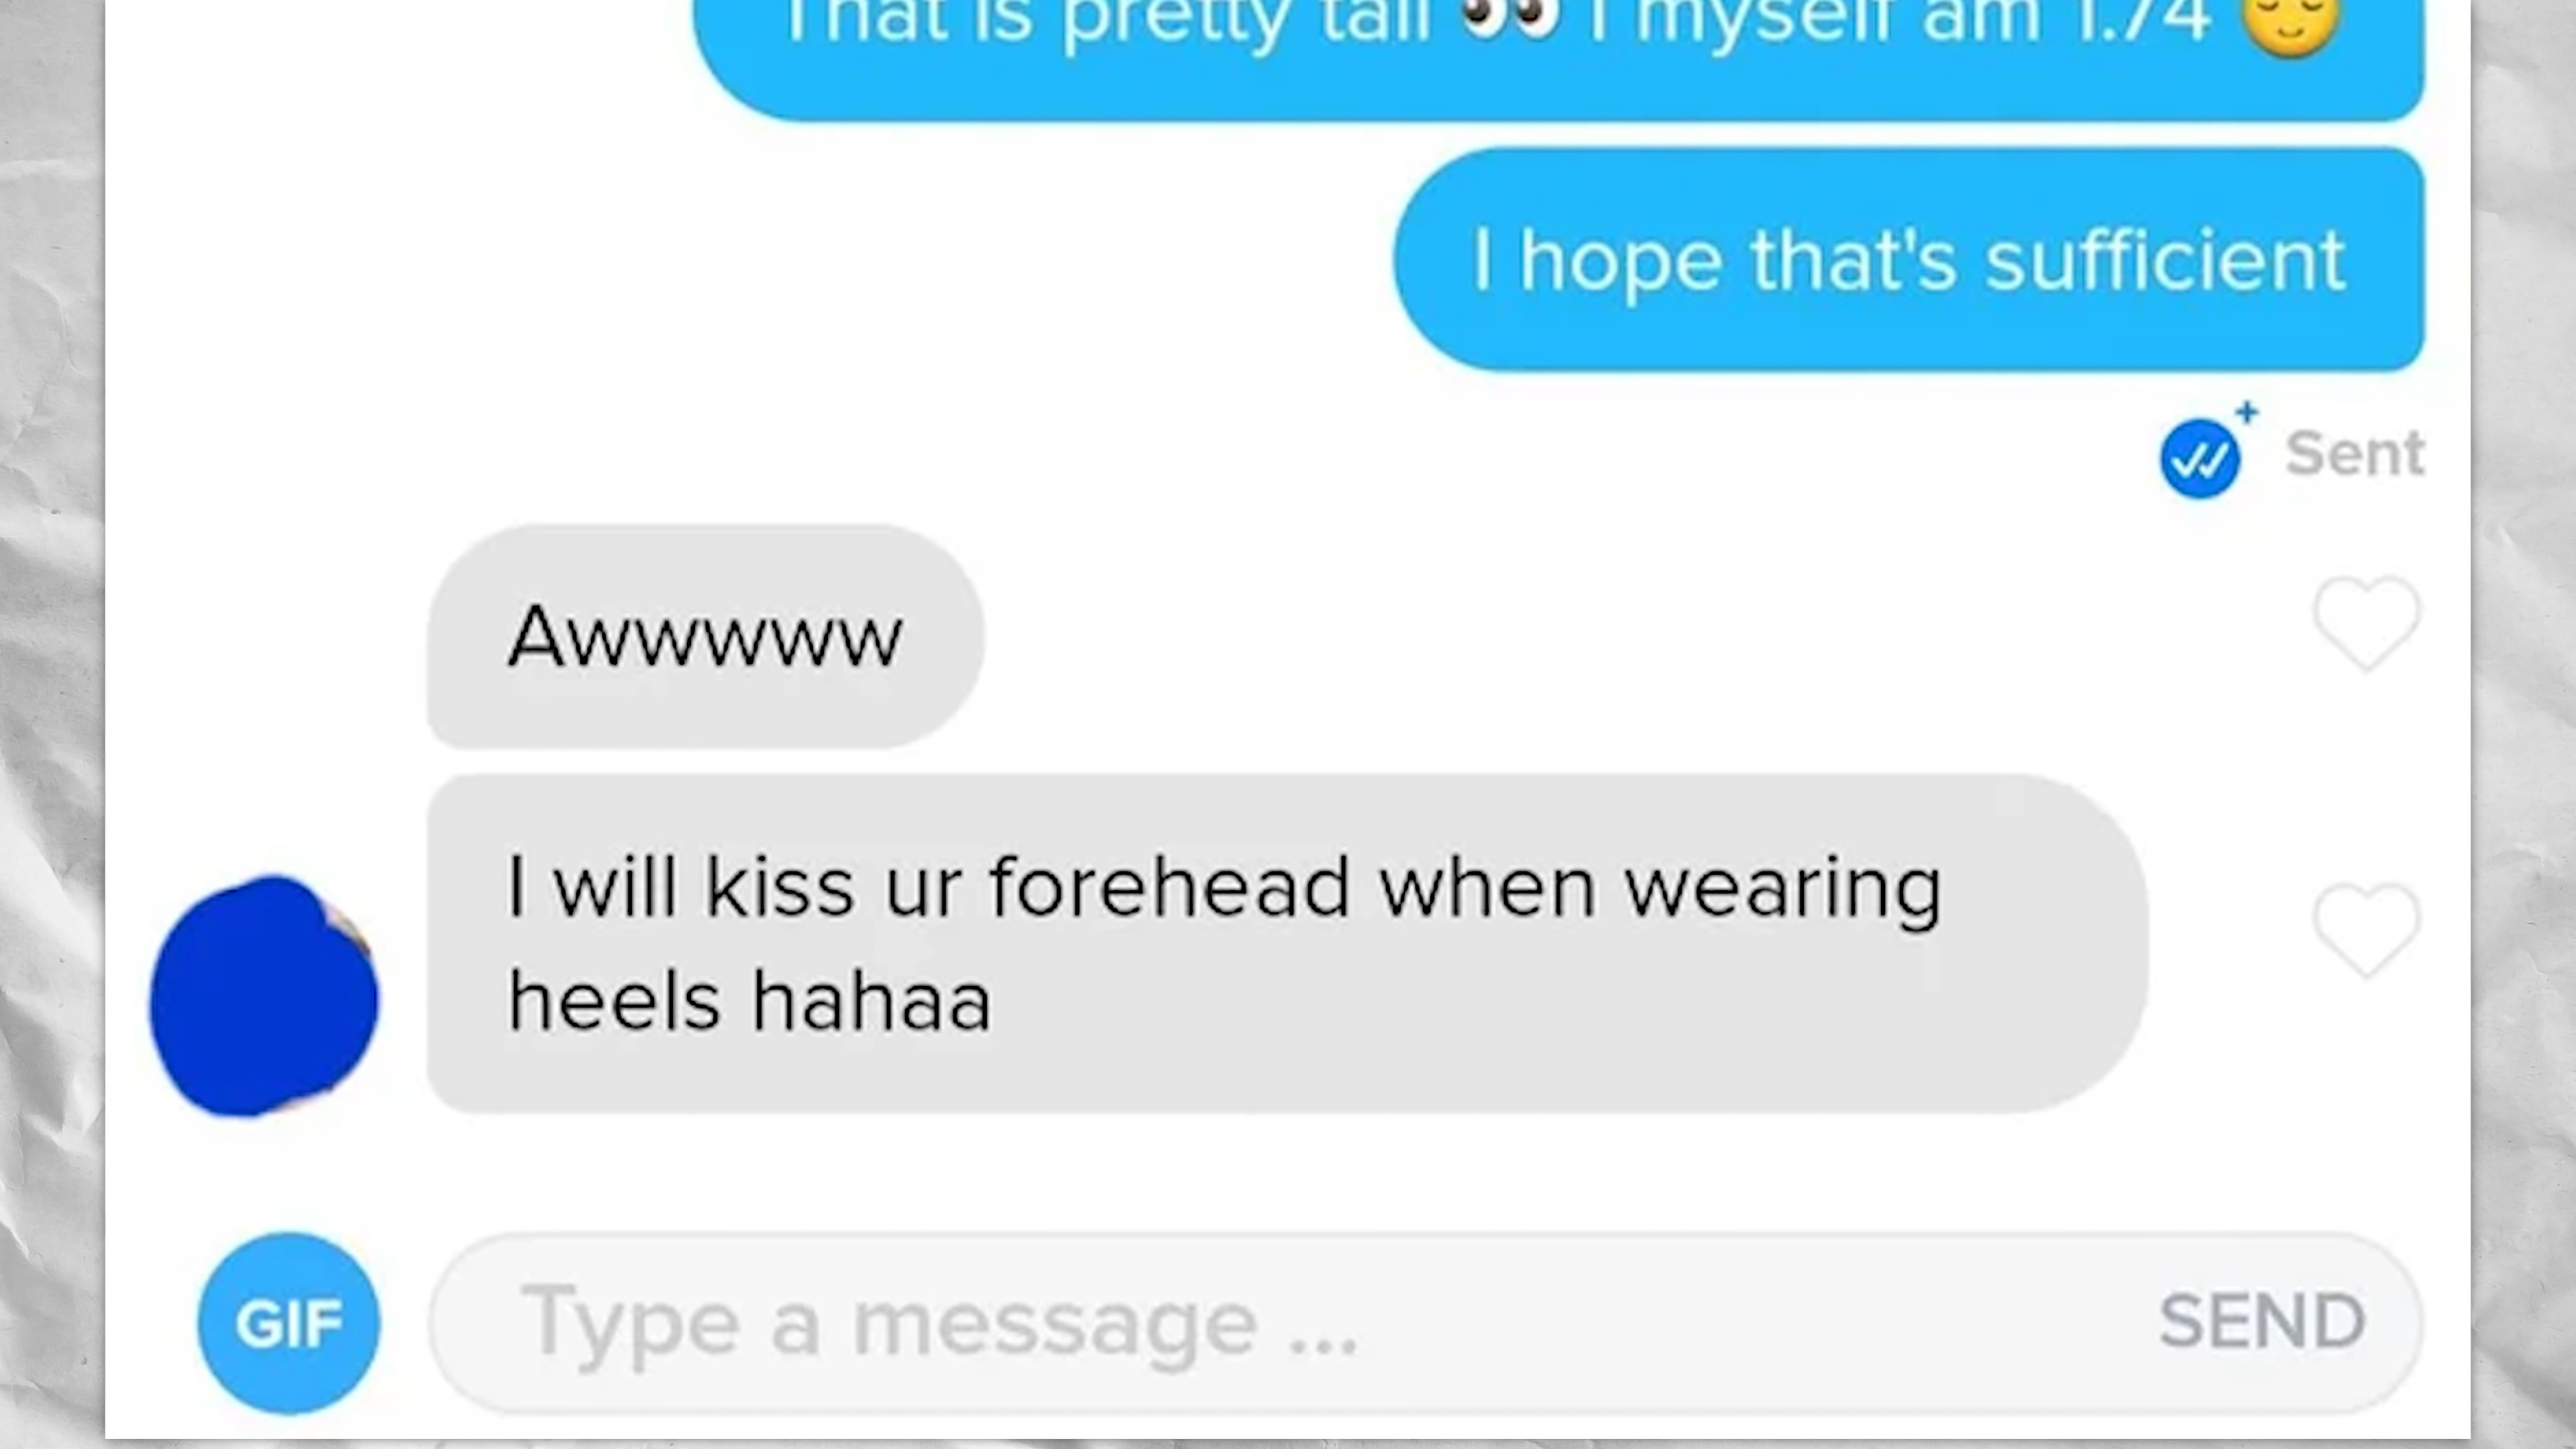 That is pretty tall 👀 I myself am 1.74 😌
I hope that's sufficient
Sent
Awwwww
I will kiss ur forehead when wearing
heels hahaa
GIF
Type a message ...
SEND